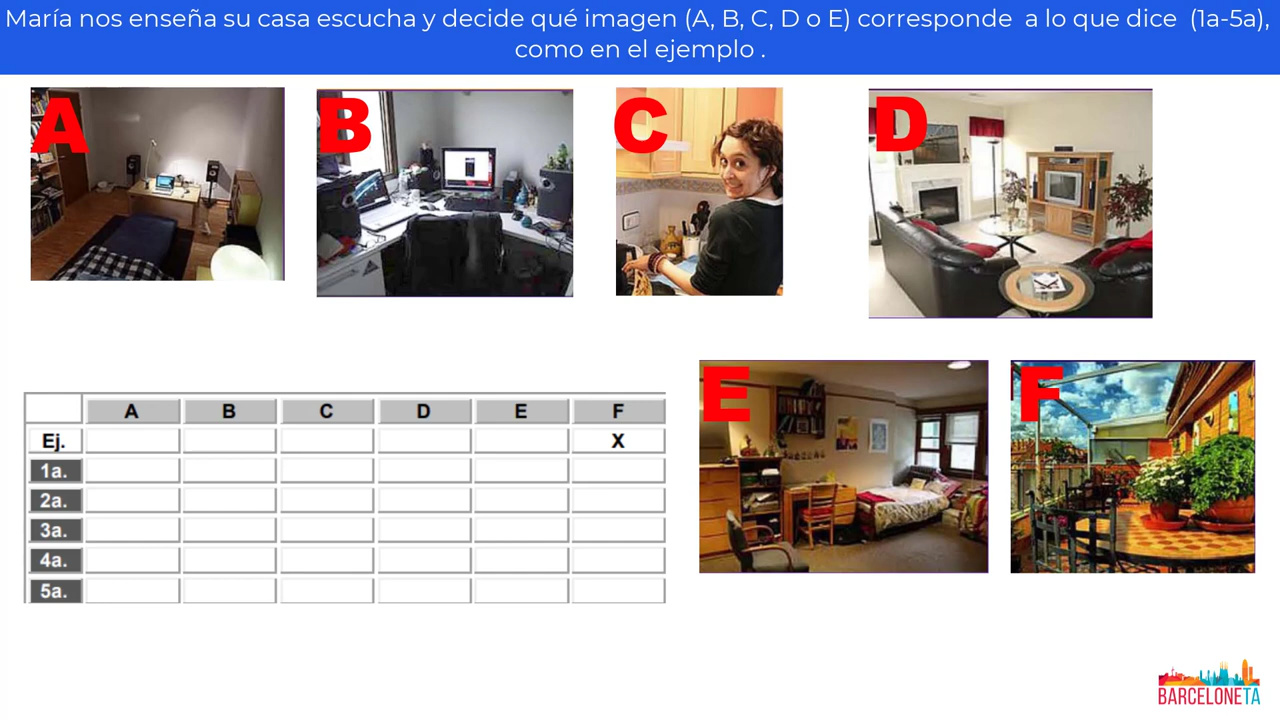 María nos enseña su casa escucha y decide qué imagen (A, B, C, D o E) corresponde a lo que dice (1a-5a),
como en el ejemplo .
A
B
C
D
E
F
A B C D E F
Ej. X
1a.
2a.
3a.
4a.
5a.
BARCELONETA